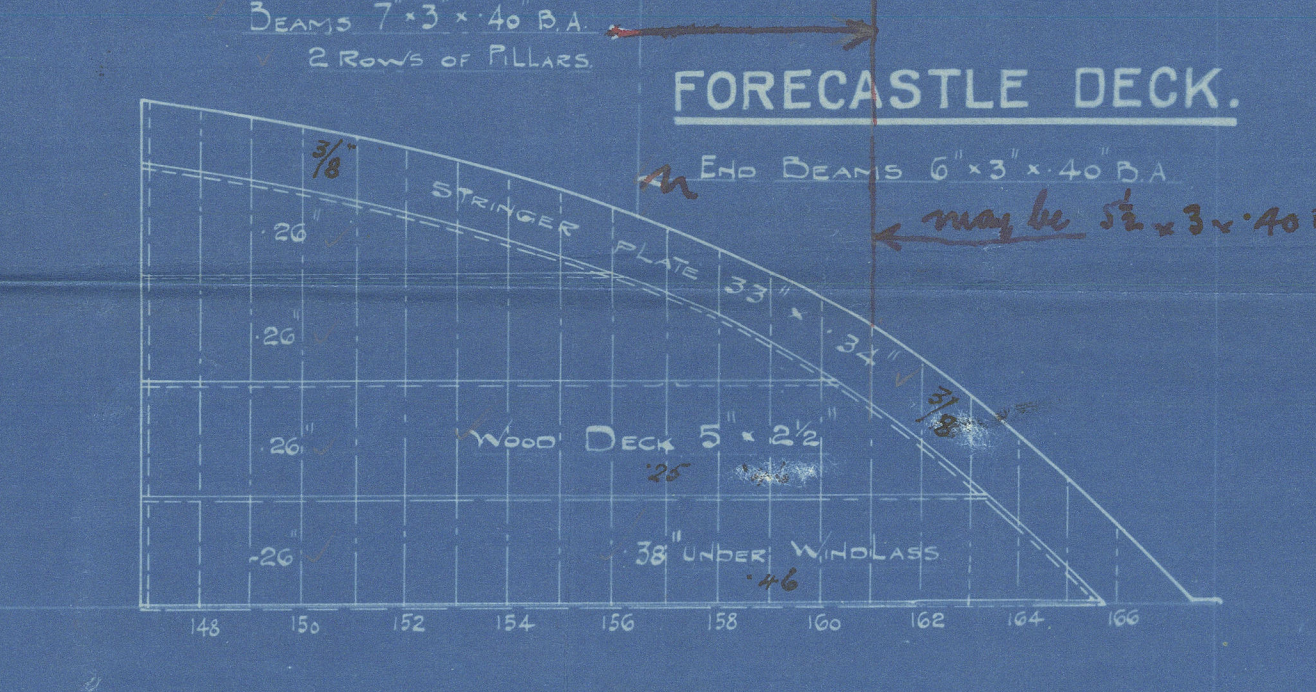 BEAMS 7" × 3" × .40" B.A.
2 ROWS OF PILLARS.
FORECASTLE DECK.
END BEAMS 6" × 3" × .40" B.A
may be 5½ × 3 × .40
3/8"
STRINGER PLATE 33" × .34"
.26"
.26"
3/8
WOOD DECK 5" × 2½"
.26"
.25
.26"
.38" UNDER WINDLASS
.46
148 150 152 154 156 158 160 162 164 166